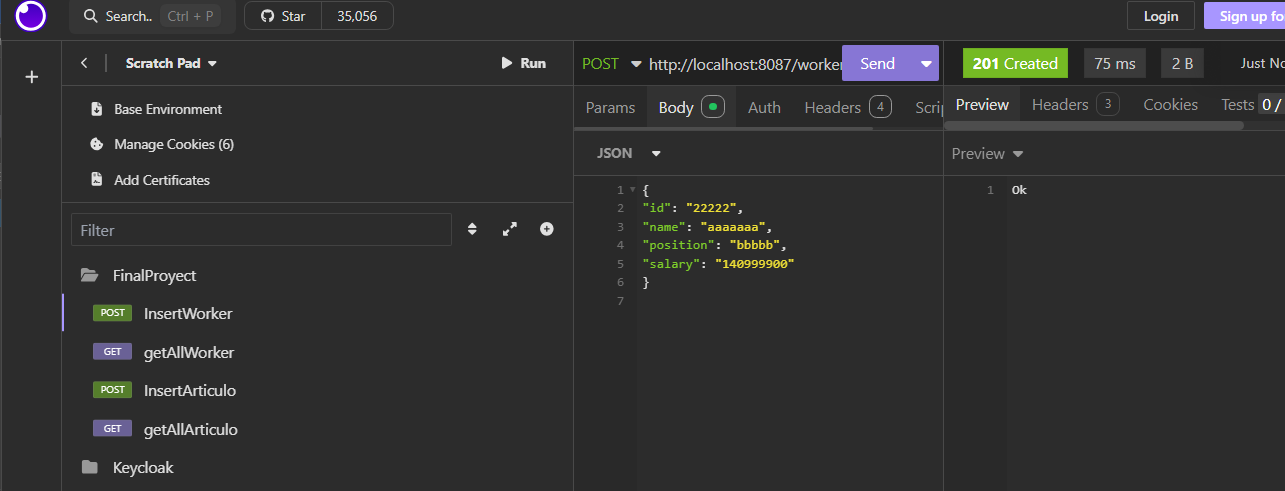 Search.. Ctrl + P Star 35,056 Login Sign up fo
Scratch Pad Run
Base Environment
Manage Cookies (6)
Add Certificates
Filter
FinalProyect
POST InsertWorker
GET getAllWorker
POST InsertArticulo
GET getAllArticulo
Keycloak
POST http://localhost:8087/worker Send
Params Body Auth Headers 4 Scri
JSON
1 {
2 "id": "22222",
3 "name": "aaaaaaa",
4 "position": "bbbbb",
5 "salary": "140999900"
6 }
7
201 Created 75 ms 2 B Just No
Preview Headers 3 Cookies Tests 0 /
Preview
1 Ok